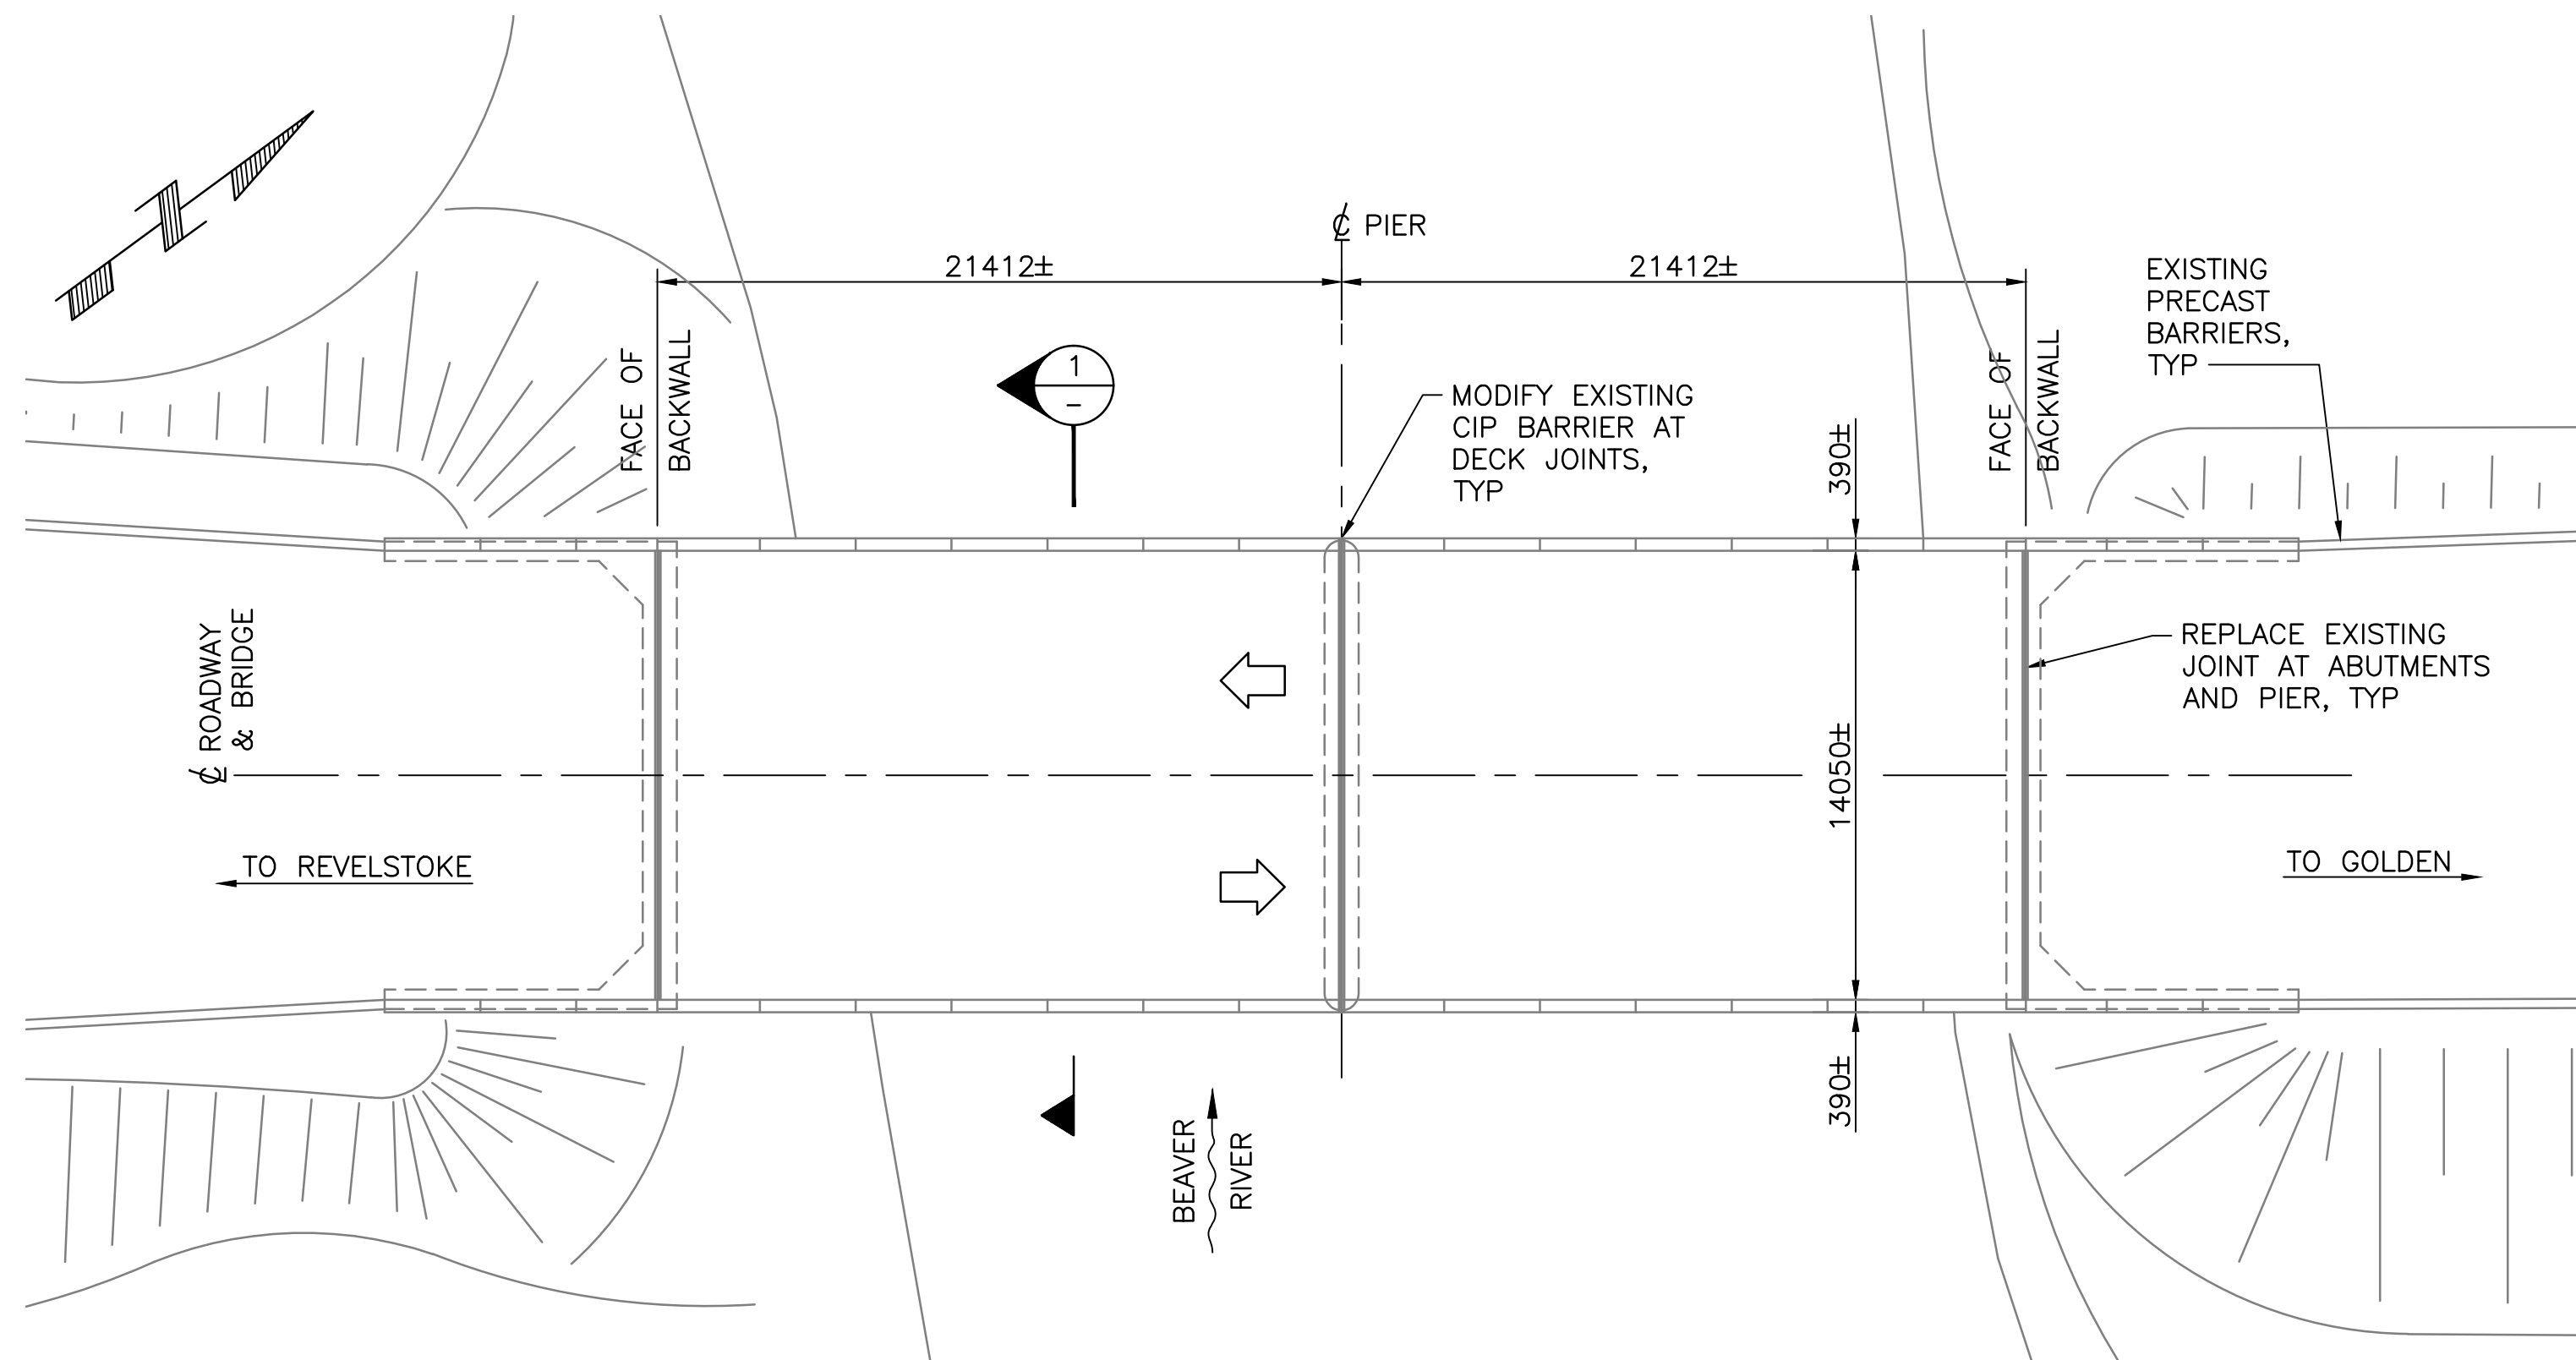 ℄ PIER
21412±
21412±
EXISTING
PRECAST
BARRIERS,
TYP
FACE OF
BACKWALL
1
–
MODIFY EXISTING
CIP BARRIER AT
DECK JOINTS,
TYP
390±
FACE OF
BACKWALL
℄ ROADWAY
& BRIDGE
REPLACE EXISTING
JOINT AT ABUTMENTS
AND PIER, TYP
14050±
TO REVELSTOKE
TO GOLDEN
390±
BEAVER
RIVER